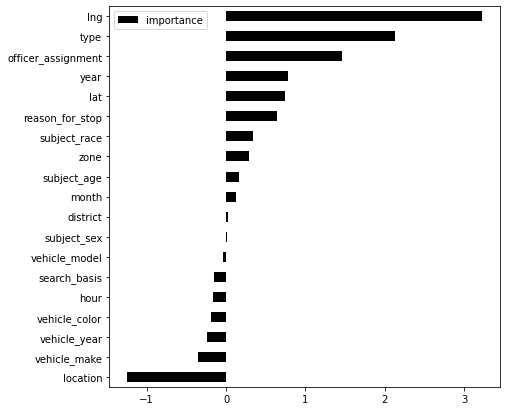 importance
lng
type
officer_assignment
year
lat
reason_for_stop
subject_race
zone
subject_age
month
district
subject_sex
vehicle_model
search_basis
hour
vehicle_color
vehicle_year
vehicle_make
location
−1 0 1 2 3